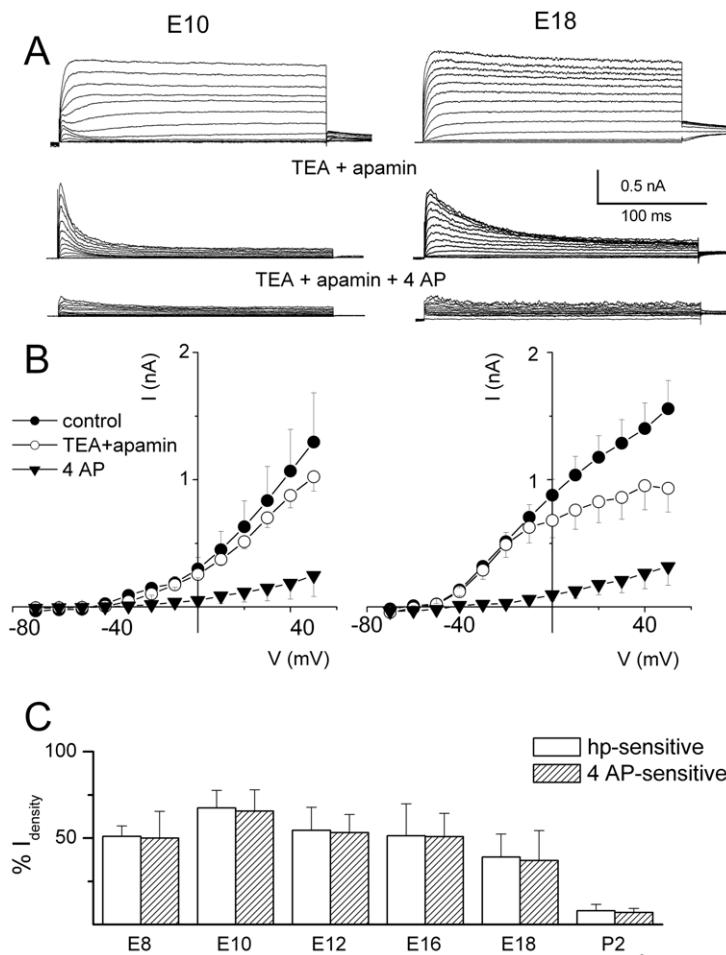 E10 E18
A
TEA + apamin
0.5 nA
100 ms
TEA + apamin + 4 AP
B
I (nA) 2 I (nA) 2
control
TEA+apamin
4 AP
1 1
-80 -40 40 -80 -40 40
V (mV) V (mV)
C
hp-sensitive
4 AP-sensitive
100
50
% I density
E8 E10 E12 E16 E18 P2